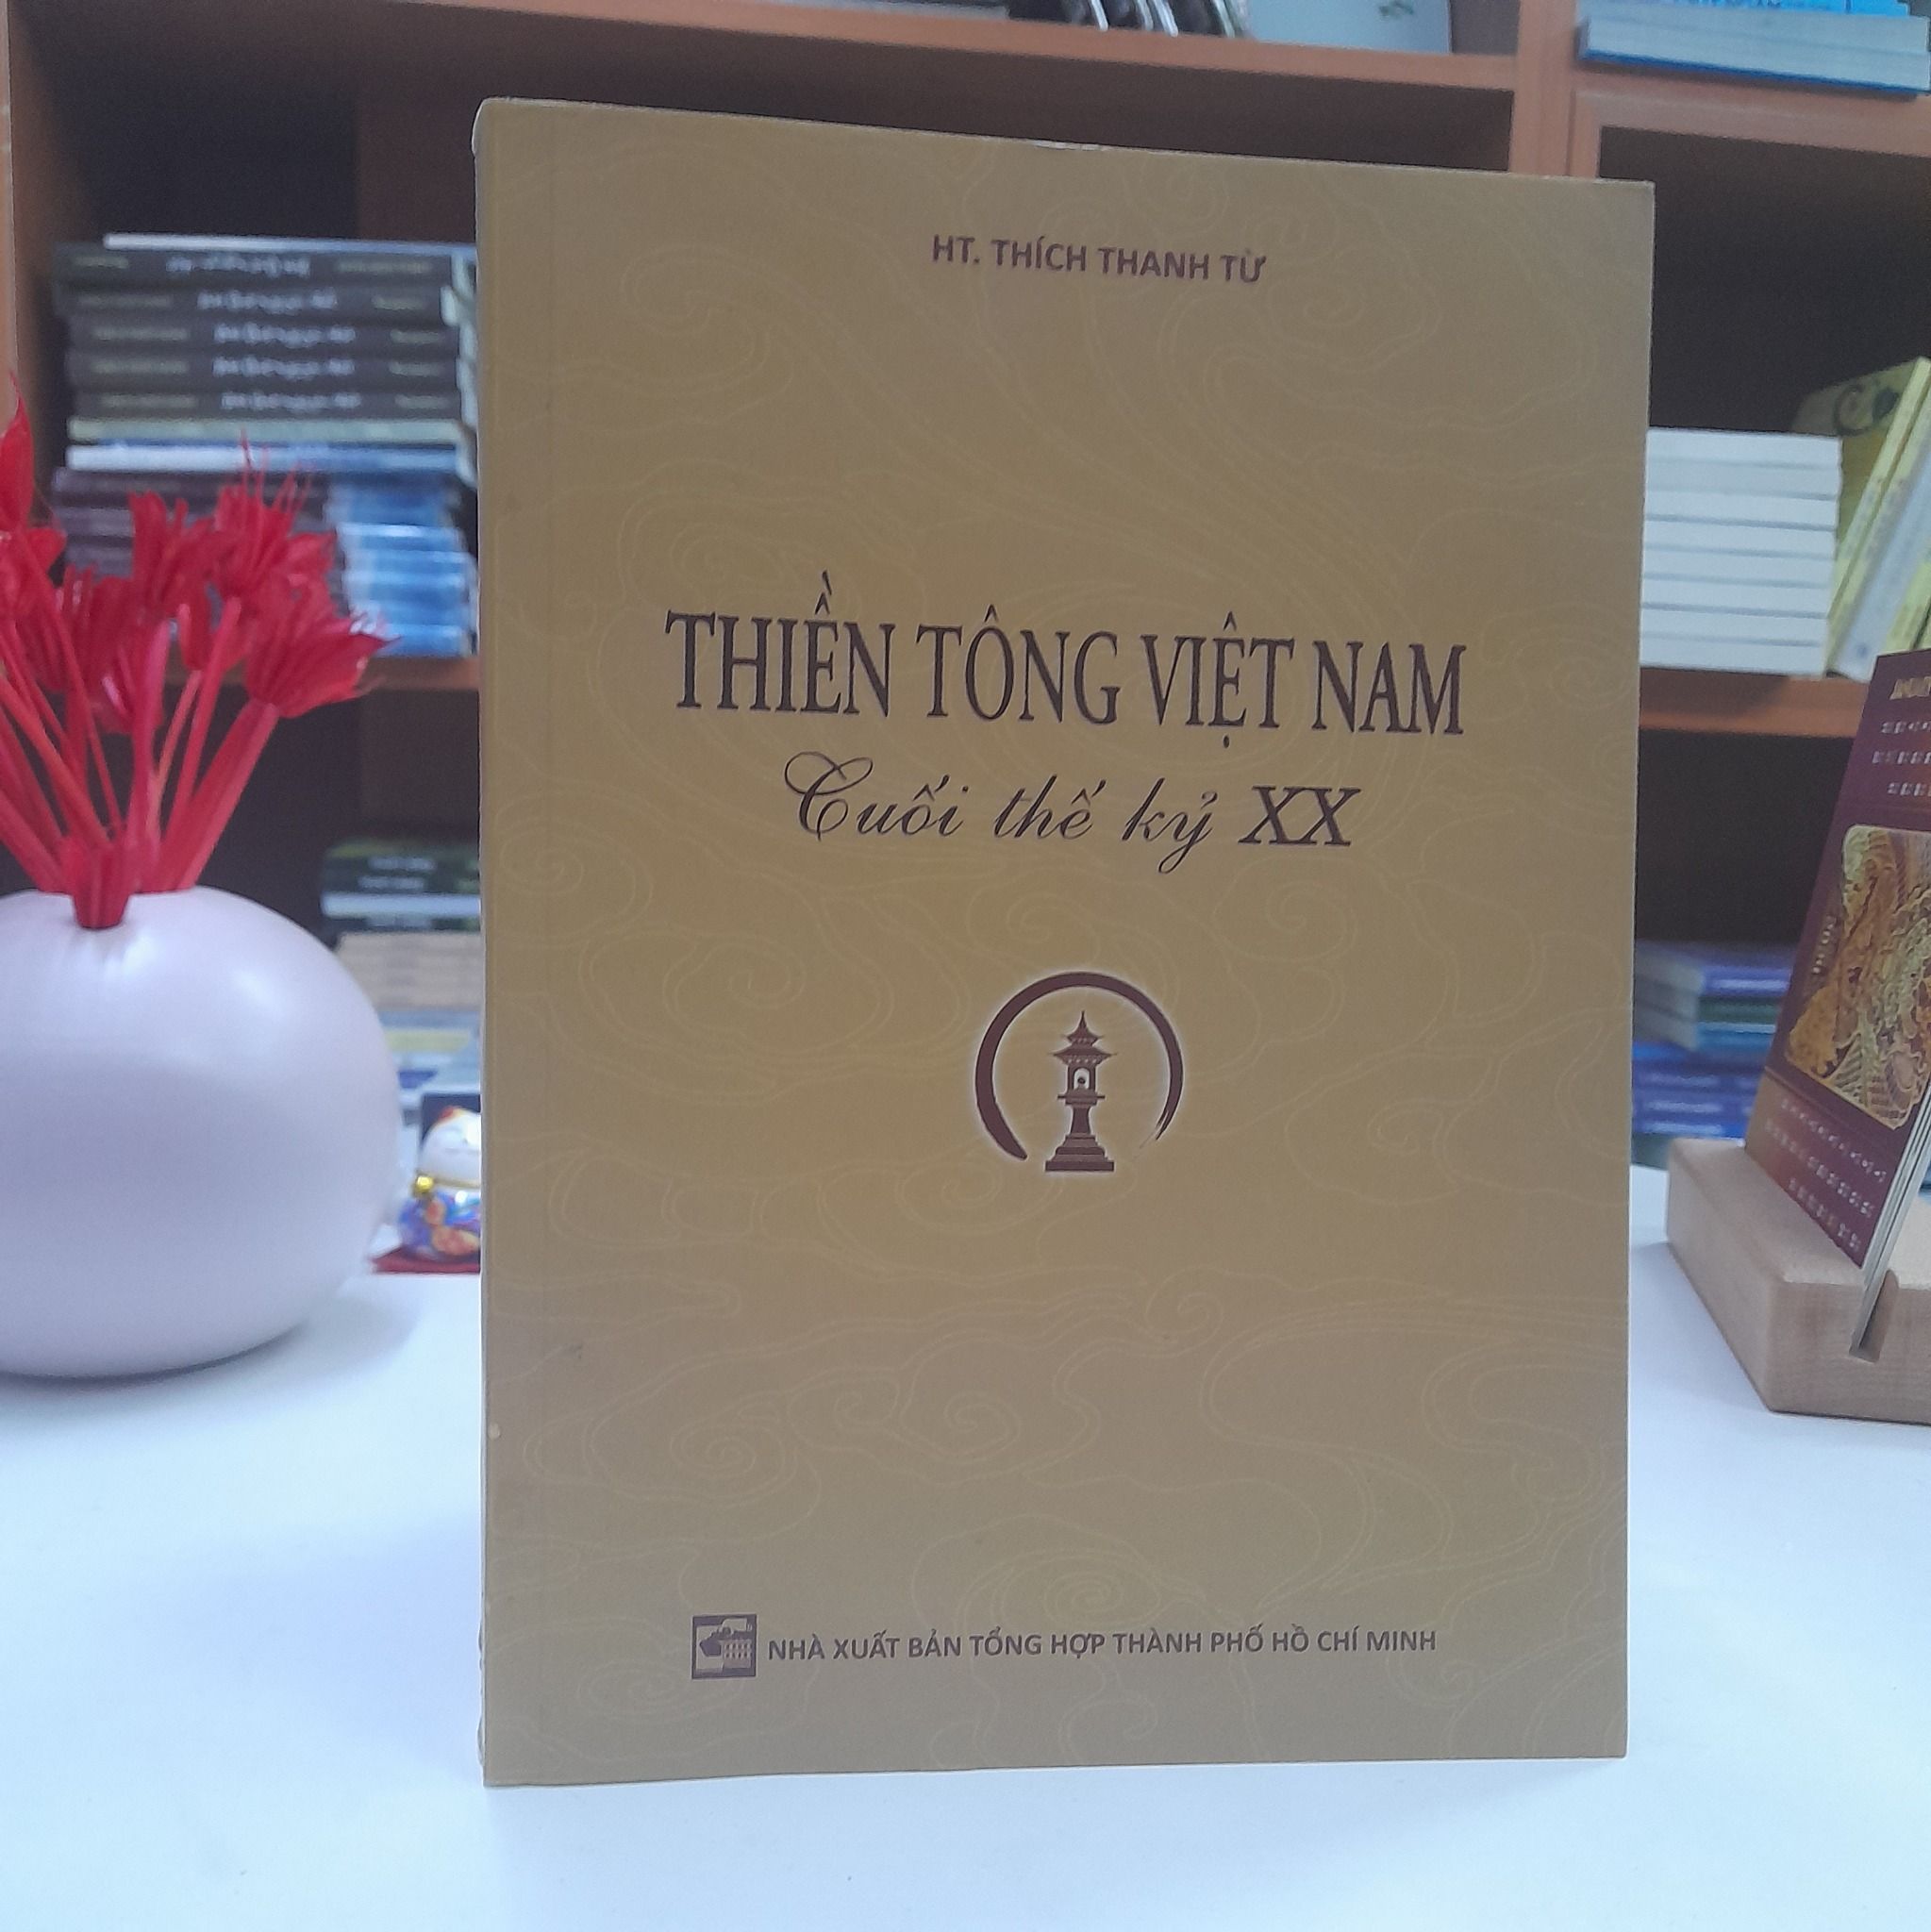 HT. THÍCH THANH TỪ
THIỀN TÔNG VIỆT NAM
Cuối thế kỷ XX
NHÀ XUẤT BẢN TỔNG HỢP THÀNH PHỐ HỒ CHÍ MINH